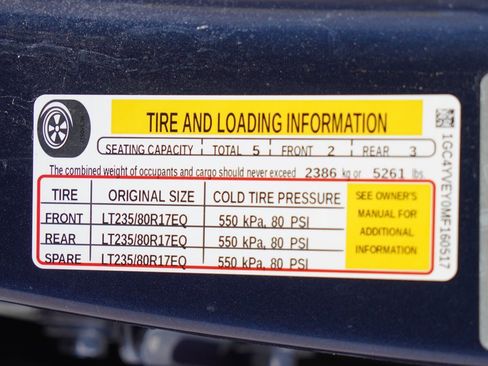 TIRE AND LOADING INFORMATION
SEATING CAPACITY TOTAL 5 FRONT 2 REAR 3
The combined weight of occupants and cargo should never exceed 2386 kg or 5261 lbs.
TIRE ORIGINAL SIZE COLD TIRE PRESSURE
FRONT LT235/80R17EQ 550 kPa, 80 PSI
REAR LT235/80R17EQ 550 kPa, 80 PSI
SPARE LT235/80R17EQ 550 kPa, 80 PSI
SEE OWNER'S
MANUAL FOR
ADDITIONAL
INFORMATION
1GC4YVEY0MF160517